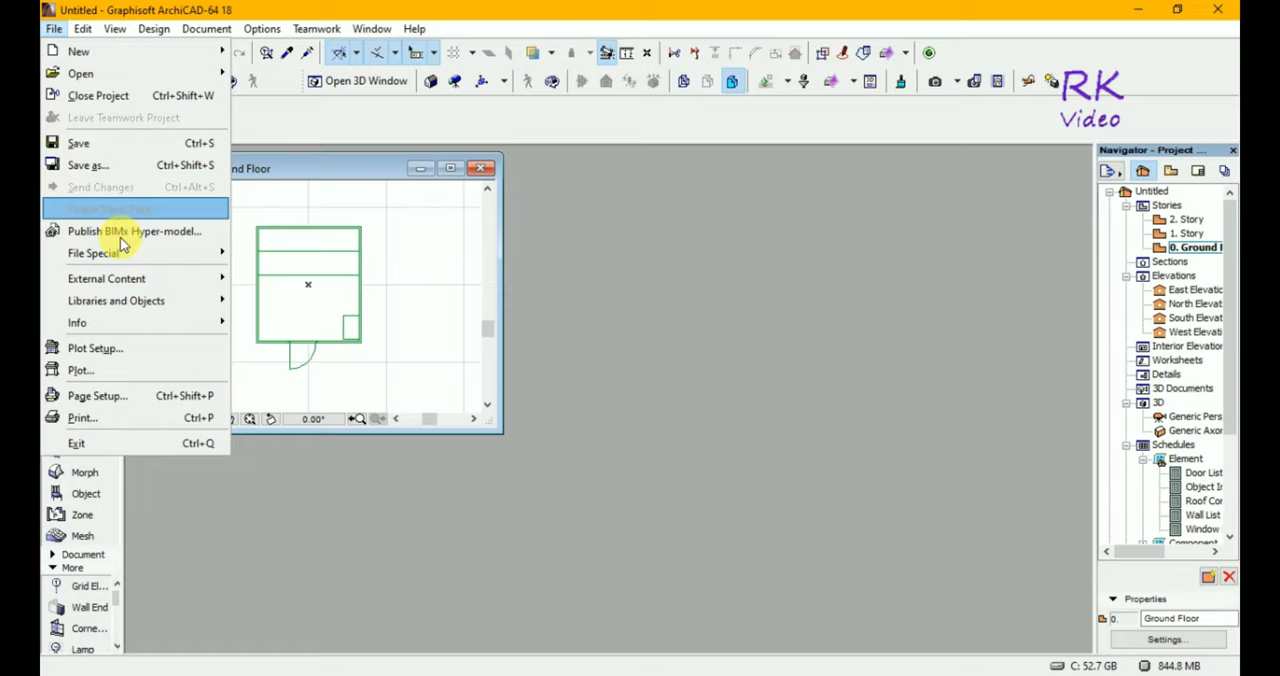 Untitled - Graphisoft ArchiCAD-64 18
File Edit View Design Document Options Teamwork Window Help
New
Open
Close Project Ctrl+Shift+W
Leave Teamwork Project
Save Ctrl+S
Save as... Ctrl+Shift+S
Send Changes Ctrl+Alt+S
Publish BIMx Hyper-model...
File Special
External Content
Libraries and Objects
Info
Plot Setup...
Plot...
Page Setup... Ctrl+Shift+P
Print... Ctrl+P
Exit Ctrl+Q
Open 3D Window
RK
Video
nd Floor
0.00°
Morph
Object
Zone
Mesh
Document
More
Grid El...
Wall End
Corne...
Lamp
Navigator - Project ...
Untitled
Stories
2. Story
1. Story
0. Ground F
Sections
Elevations
East Elevatic
North Elevat
South Elevat
West Elevati
Interior Elevation
Worksheets
Details
3D Documents
3D
Generic Pers
Generic Axor
Schedules
Element
Door List
Object In
Roof Cor
Wall List
Window
Properties
0. Ground Floor
Settings...
C: 52.7 GB 844.8 MB